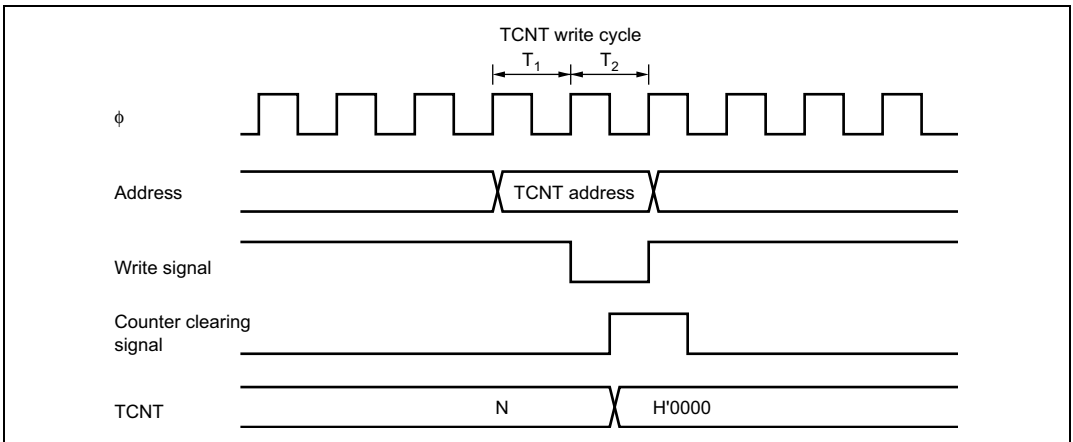 TCNT write cycle
T₁ T₂
ϕ
Address
TCNT address
Write signal
Counter clearing
signal
TCNT
N
H'0000